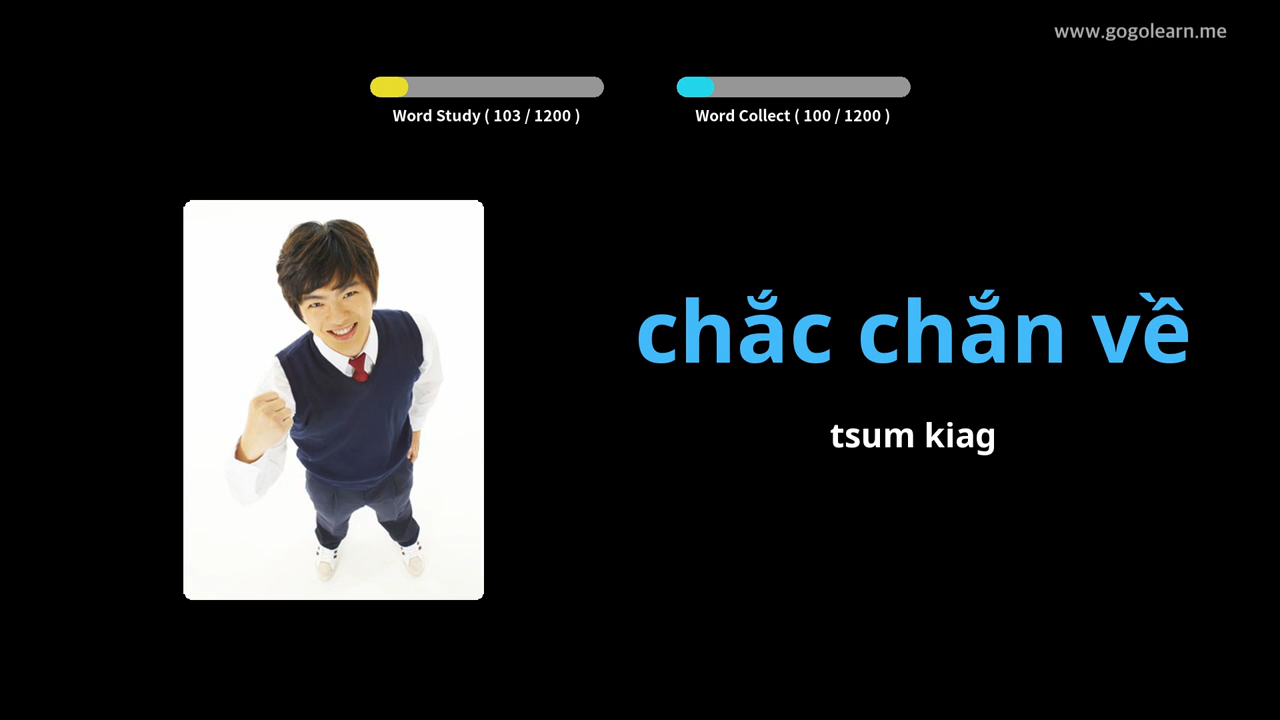 www.gogolearn.me
Word Study ( 103 / 1200 )
Word Collect ( 100 / 1200 )
chắc chắn về
tsum kiag